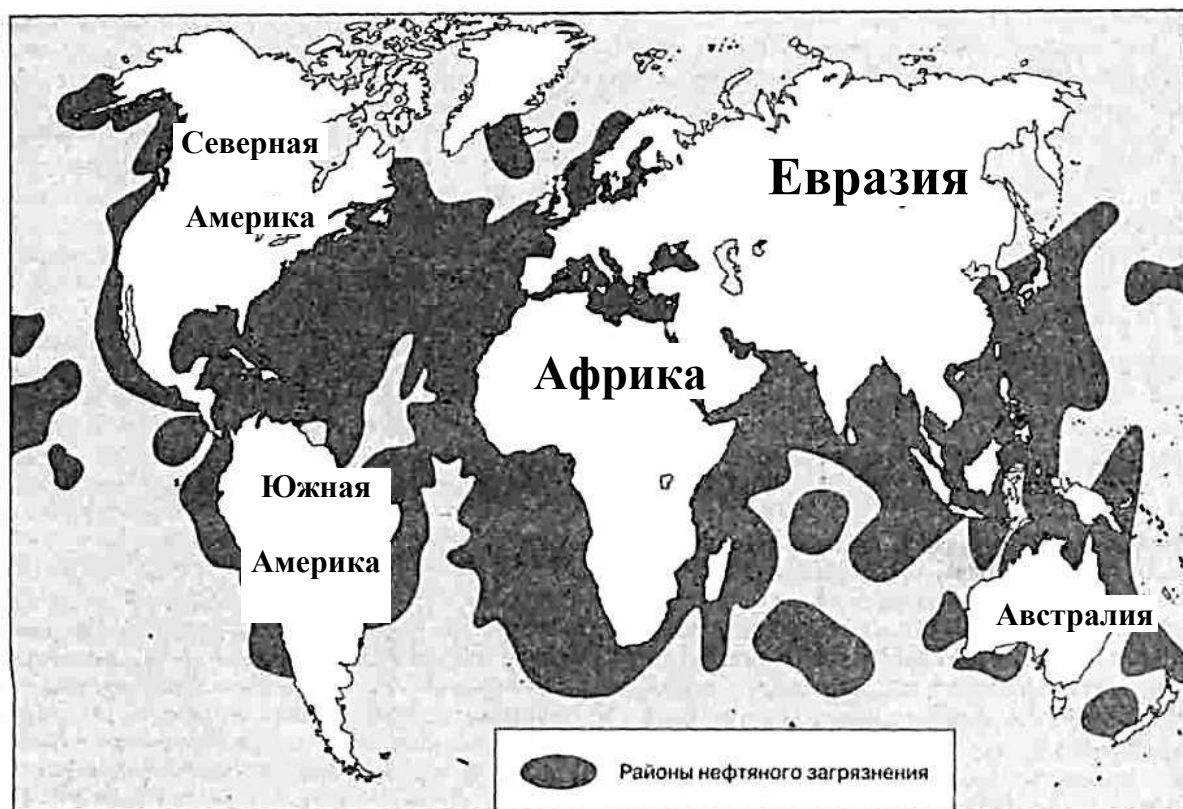 Северная
Америка
Евразия
Африка
Южная
Америка
Австралия
Районы нефтяного загрязнения